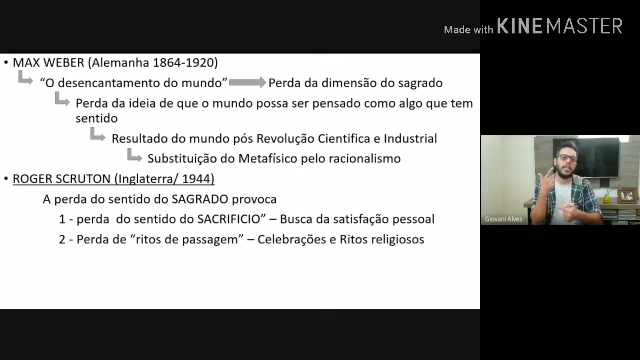 Made with KINEMASTER
• MAX WEBER (Alemanha 1864-1920)
“O desencantamento do mundo” Perda da dimensão do sagrado
Perda da ideia de que o mundo possa ser pensado como algo que tem
sentido
Resultado do mundo pós Revolução Cientifica e Industrial
Substituição do Metafísico pelo racionalismo
• ROGER SCRUTON (Inglaterra/ 1944)
A perda do sentido do SAGRADO provoca
1 - perda do sentido do SACRIFICIO” – Busca da satisfação pessoal
2 - Perda de “ritos de passagem” – Celebrações e Ritos religiosos
Giovani Alves